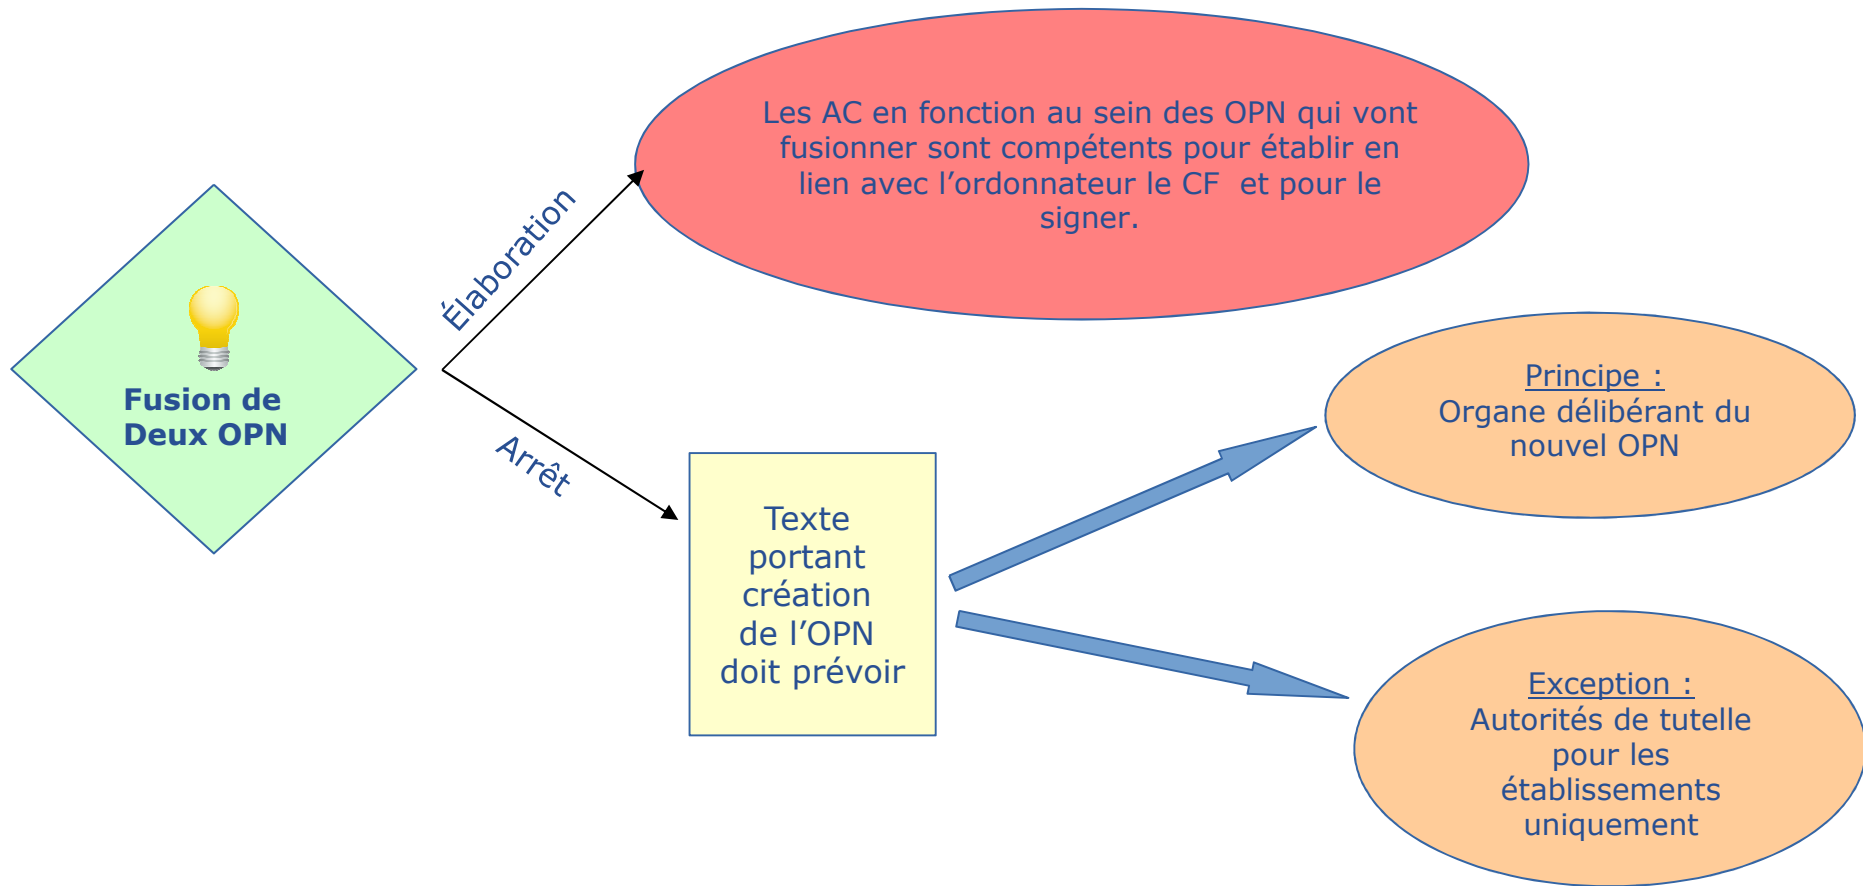 Les AC en fonction au sein des OPN qui vont
fusionner sont compétents pour établir en
lien avec l’ordonnateur le CF et pour le
signer.
Élaboration
Fusion de
Deux OPN
Arrêt
Texte
portant
création
de l’OPN
doit prévoir
Principe :
Organe délibérant du
nouvel OPN
Exception :
Autorités de tutelle
pour les
établissements
uniquement